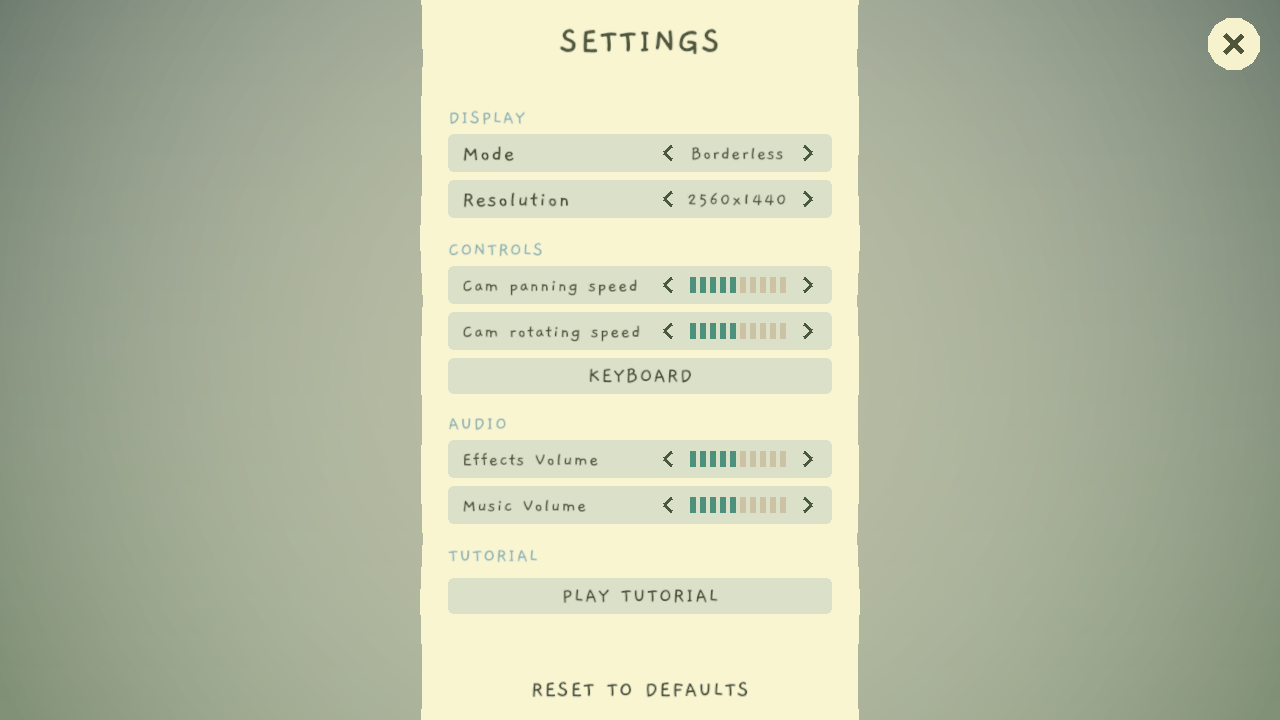 SETTINGS
DISPLAY
Mode Borderless
Resolution 2560x1440
CONTROLS
Cam panning speed
Cam rotating speed
KEYBOARD
AUDIO
Effects Volume
Music Volume
TUTORIAL
PLAY TUTORIAL
RESET TO DEFAULTS